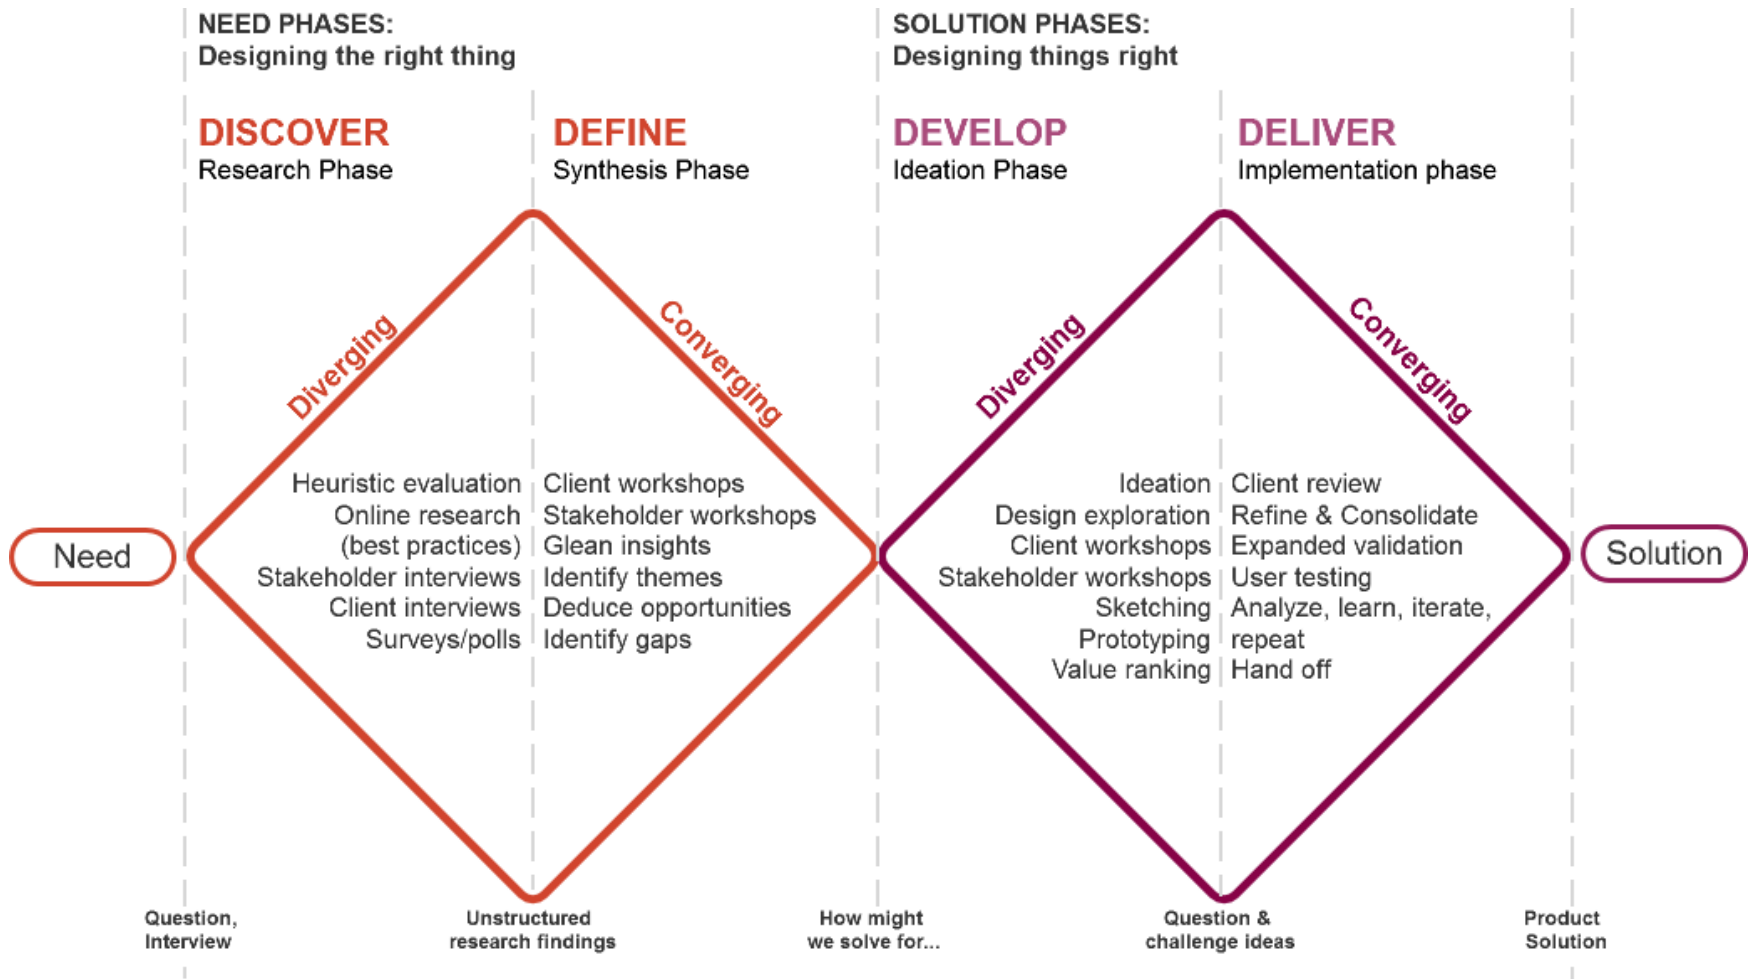 NEED PHASES:
Designing the right thing
SOLUTION PHASES:
Designing things right
DISCOVER
Research Phase
DEFINE
Synthesis Phase
DEVELOP
Ideation Phase
DELIVER
Implementation phase
Diverging
Converging
Diverging
Converging
Need
Heuristic evaluation
Online research
(best practices)
Stakeholder interviews
Client interviews
Surveys/polls
Client workshops
Stakeholder workshops
Glean insights
Identify themes
Deduce opportunities
Identify gaps
Ideation
Design exploration
Client workshops
Stakeholder workshops
Sketching
Prototyping
Value ranking
Client review
Refine & Consolidate
Expanded validation
User testing
Analyze, learn, iterate,
repeat
Hand off
Solution
Question,
Interview
Unstructured
research findings
How might
we solve for...
Question &
challenge ideas
Product
Solution